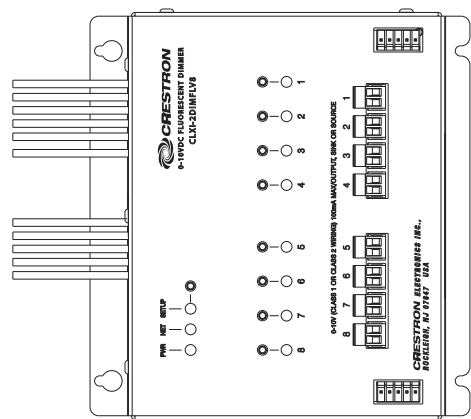 CRESTRON
0-10VDC FLUORESCENT DIMMER
CLXI-2DIMFLV8
1
2
3
4
5
6
7
8
SETUP
NET
PWR
0-10V (CLASS 1 OR CLASS 2 WIRING) 100mA MAX/OUTPUT, SINK OR SOURCE
1
2
3
4
5
6
7
8
CRESTRON ELECTRONICS INC.,
ROCKLEIGH, NJ 07647 USA